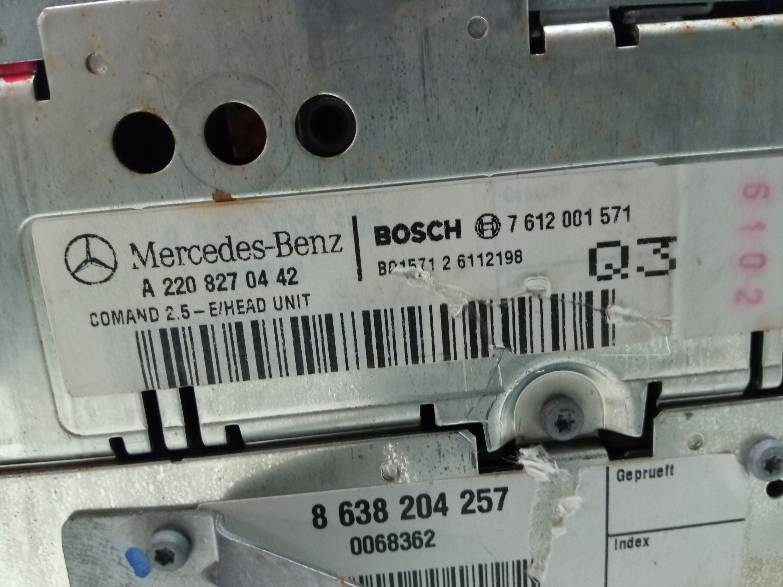 Mercedes-Benz
A 220 827 04 42
COMAND 2.5-E/HEAD UNIT
BOSCH 7 612 001 571
B01571 2 6112198
Q3
6102
8 638 204 257
0068362
Geprueft
Index